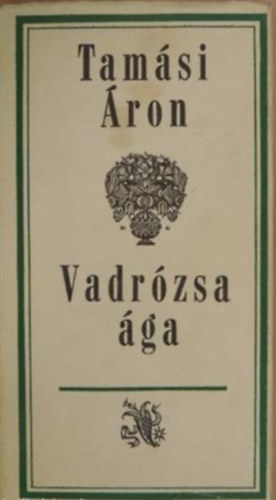 Tamási
Áron
Vadrózsa
ága